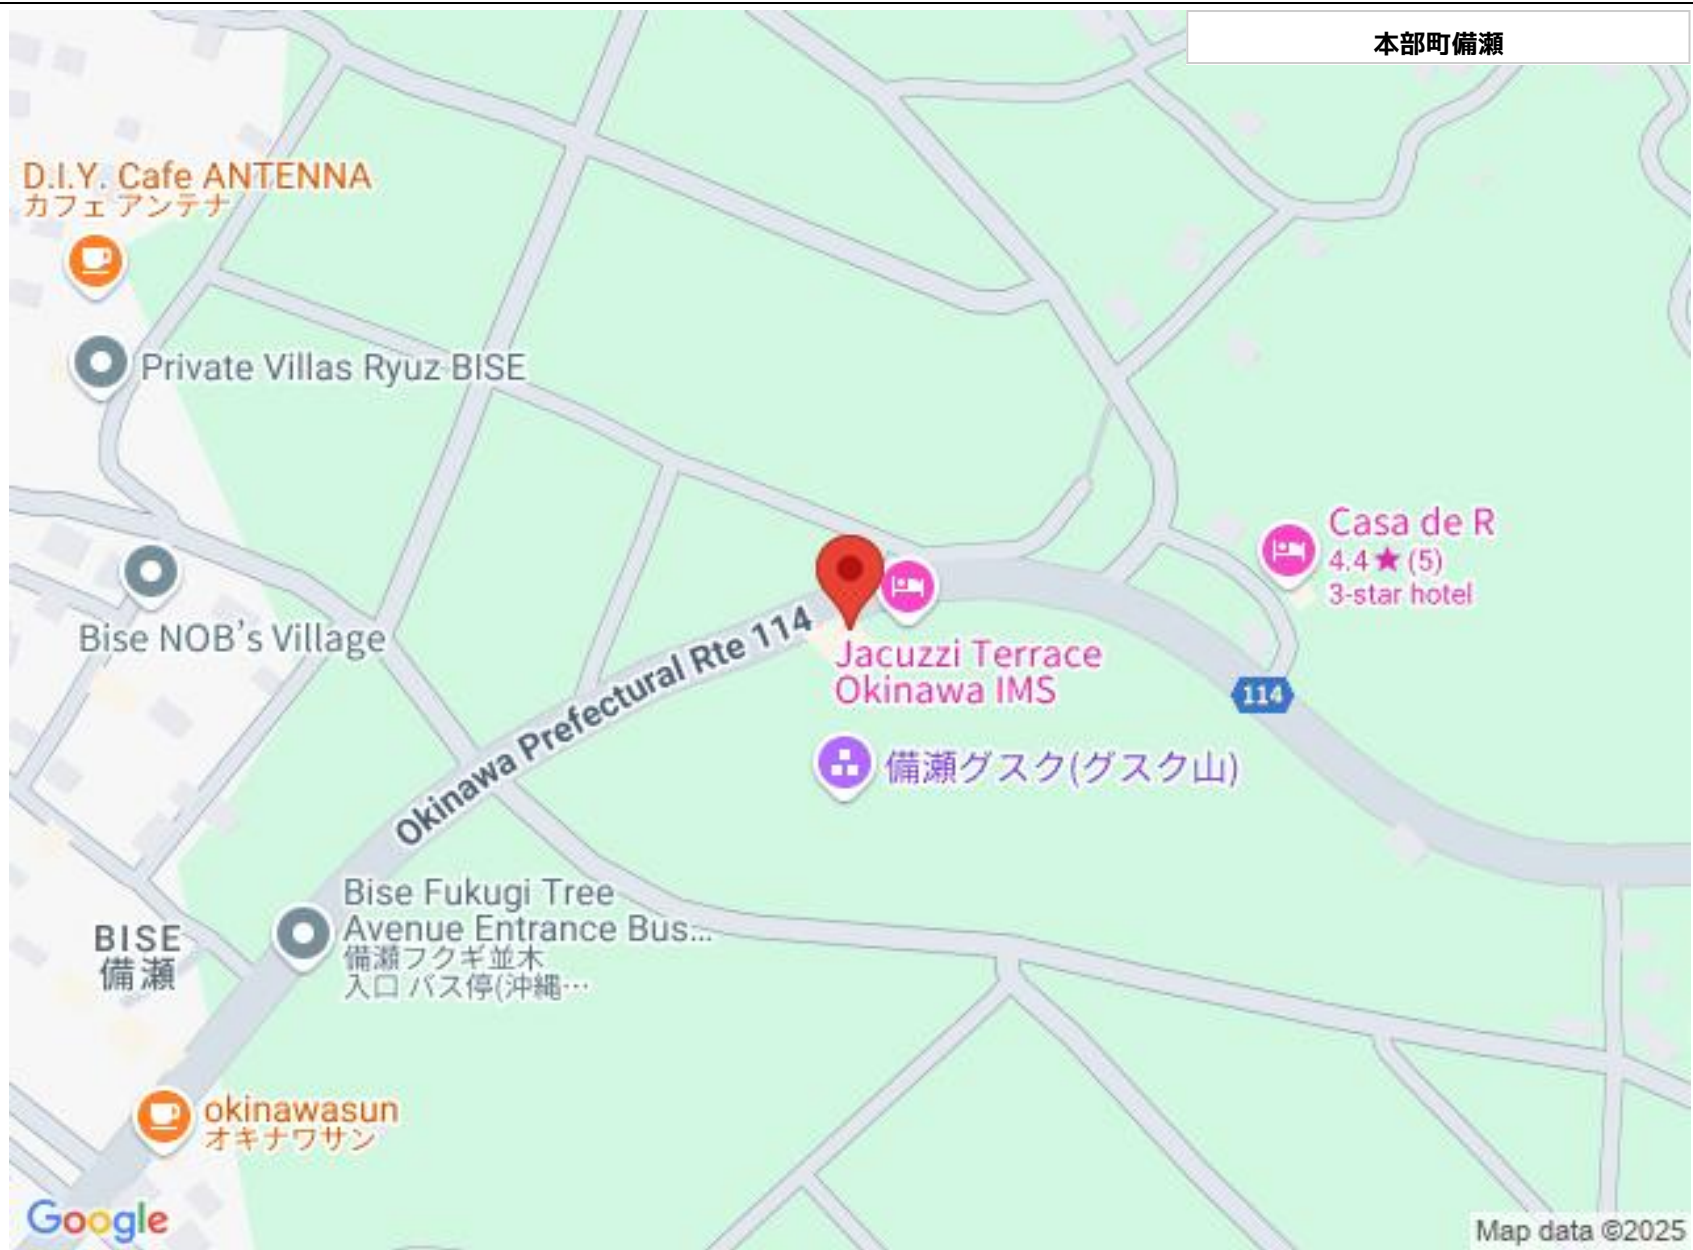 本部町備瀬
D.I.Y. Cafe ANTENNA
カフェ アンテナ
Private Villas Ryuz BISE
Casa de R
4.4★ (5)
3-star hotel
Bise NOB's Village
Okinawa Prefectural Rte 114
Jacuzzi Terrace
Okinawa IMS
114
備瀬グスク(グスク山)
Bise Fukugi Tree
Avenue Entrance Bus...
備瀬フクギ並木
入口 バス停(沖縄…
BISE
備瀬
okinawasun
オキナワサン
Google
Map data ©2025